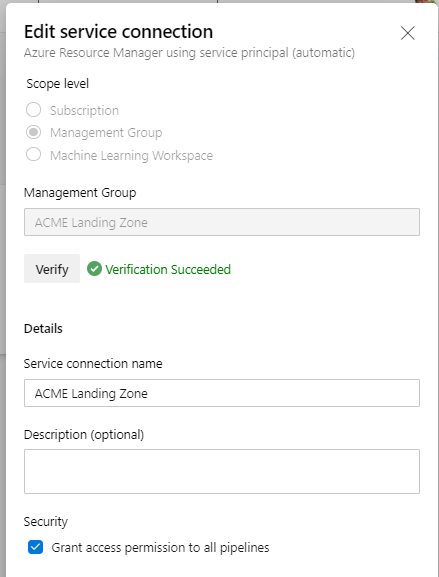 Edit service connection
Azure Resource Manager using service principal (automatic)
Scope level
Subscription
Management Group
Machine Learning Workspace
Management Group
ACME Landing Zone
Verify Verification Succeeded
Details
Service connection name
ACME Landing Zone
Description (optional)
Security
Grant access permission to all pipelines